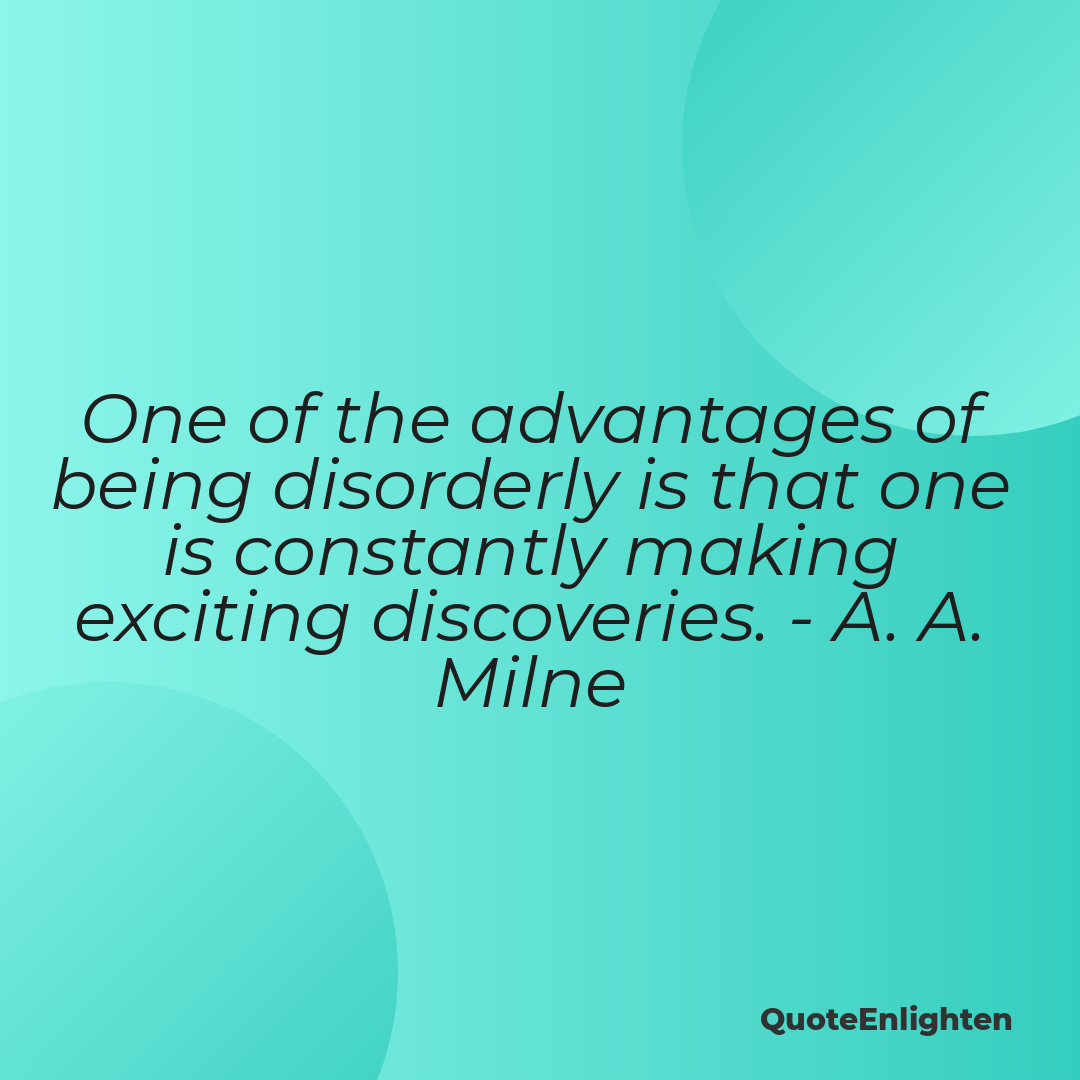 One of the advantages of
being disorderly is that one
is constantly making
exciting discoveries. - A. A.
Milne
QuoteEnlighten